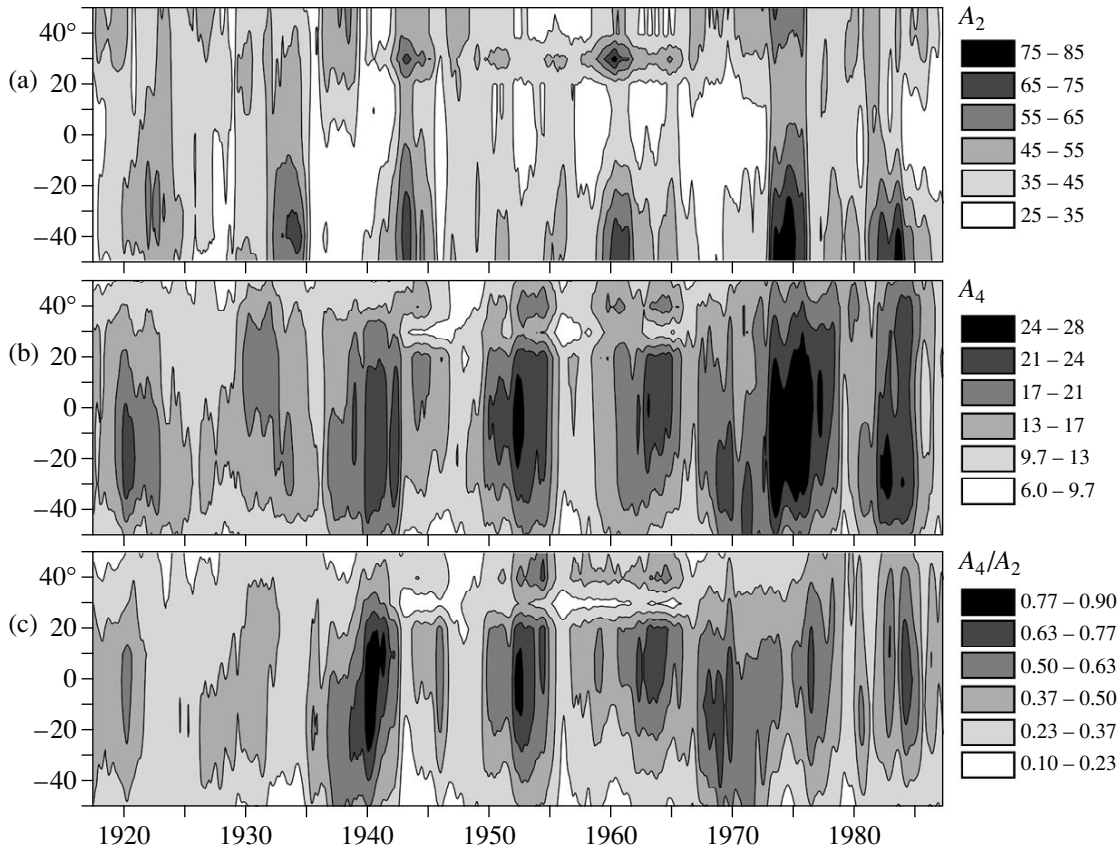 (a)
40°
20
0
−20
−40
A2
75 – 85
65 – 75
55 – 65
45 – 55
35 – 45
25 – 35
(b)
40°
20
0
−20
−40
A4
24 – 28
21 – 24
17 – 21
13 – 17
9.7 – 13
6.0 – 9.7
(c)
40°
20
0
−20
−40
A4/A2
0.77 – 0.90
0.63 – 0.77
0.50 – 0.63
0.37 – 0.50
0.23 – 0.37
0.10 – 0.23
1920 1930 1940 1950 1960 1970 1980